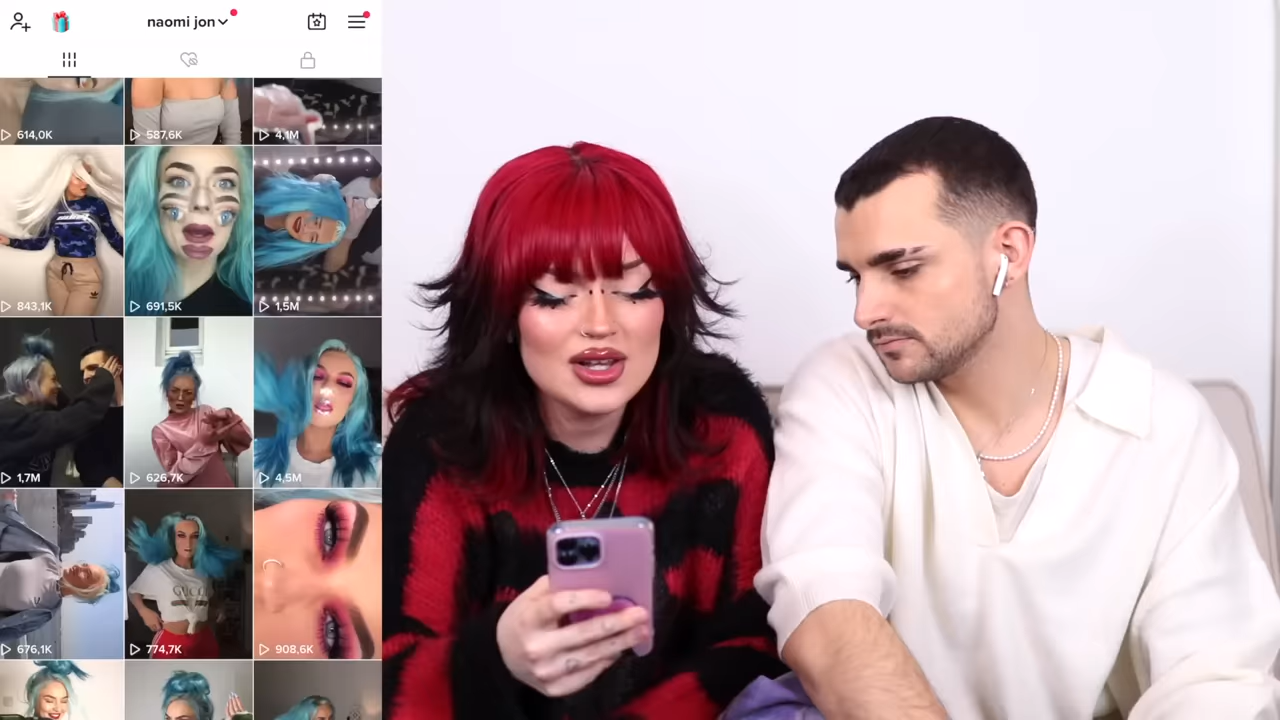 naomi jon
614,0K
587,6K
4,1M
843,1K
691,5K
1,5M
1,7M
626,7K
4,5M
676,1K
GUCCI
774,7K
908,6K